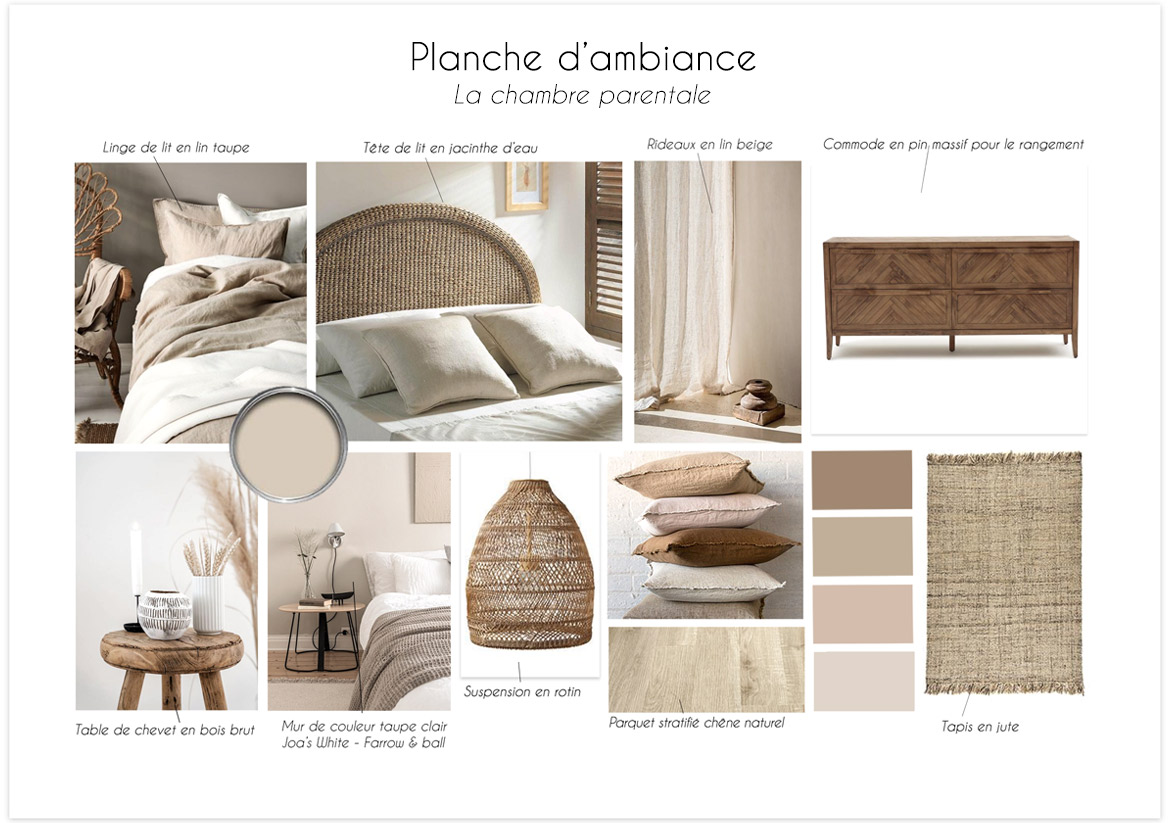 Planche d'ambiance
La chambre parentale
Linge de lit en lin taupe
Tête de lit en jacinthe d'eau
Rideaux en lin beige
Commode en pin massif pour le rangement
Table de chevet en bois brut
Mur de couleur taupe clair
Joa's White - Farrow & ball
Suspension en rotin
Parquet stratifié chêne naturel
Tapis en jute